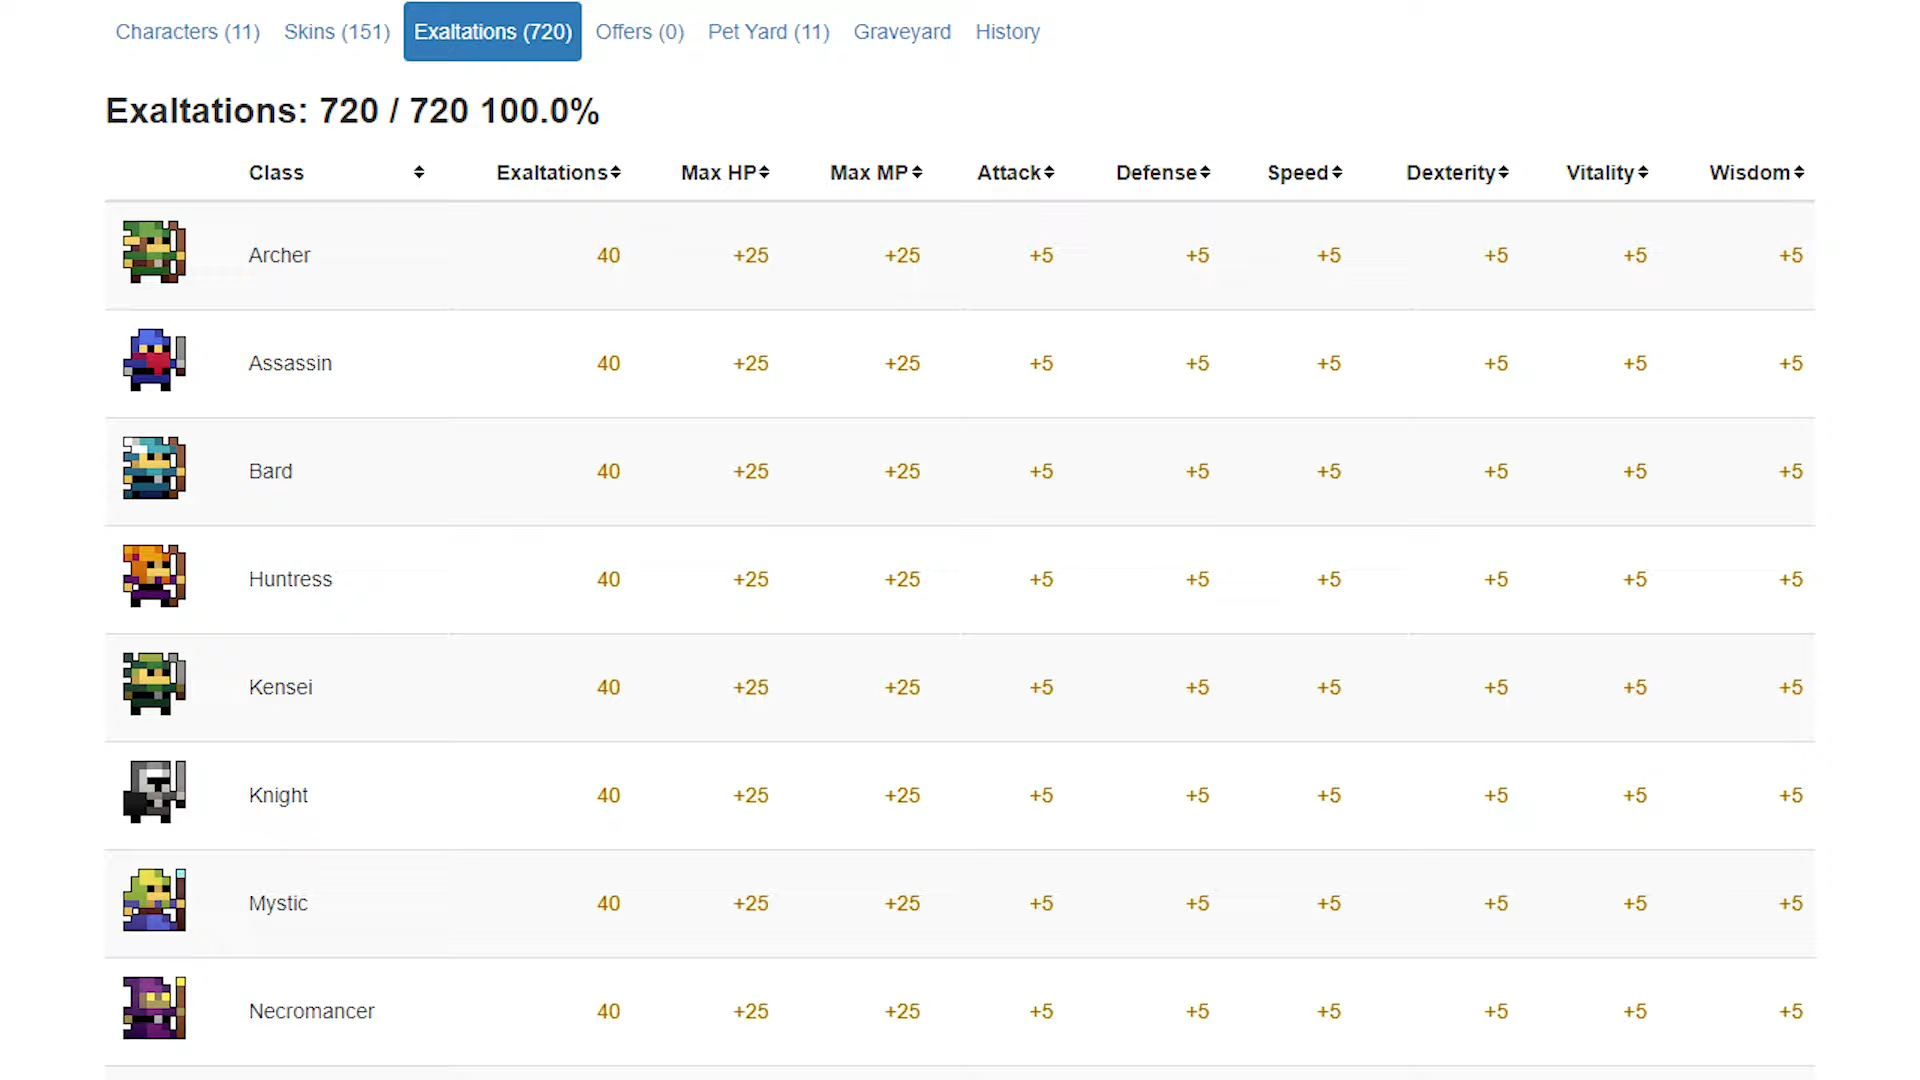 Characters (11) Skins (151) Exaltations (720) Offers (0) Pet Yard (11) Graveyard History
Exaltations: 720 / 720 100.0%
Class Exaltations Max HP Max MP Attack Defense Speed Dexterity Vitality Wisdom
Archer 40 +25 +25 +5 +5 +5 +5 +5 +5
Assassin 40 +25 +25 +5 +5 +5 +5 +5 +5
Bard 40 +25 +25 +5 +5 +5 +5 +5 +5
Huntress 40 +25 +25 +5 +5 +5 +5 +5 +5
Kensei 40 +25 +25 +5 +5 +5 +5 +5 +5
Knight 40 +25 +25 +5 +5 +5 +5 +5 +5
Mystic 40 +25 +25 +5 +5 +5 +5 +5 +5
Necromancer 40 +25 +25 +5 +5 +5 +5 +5 +5